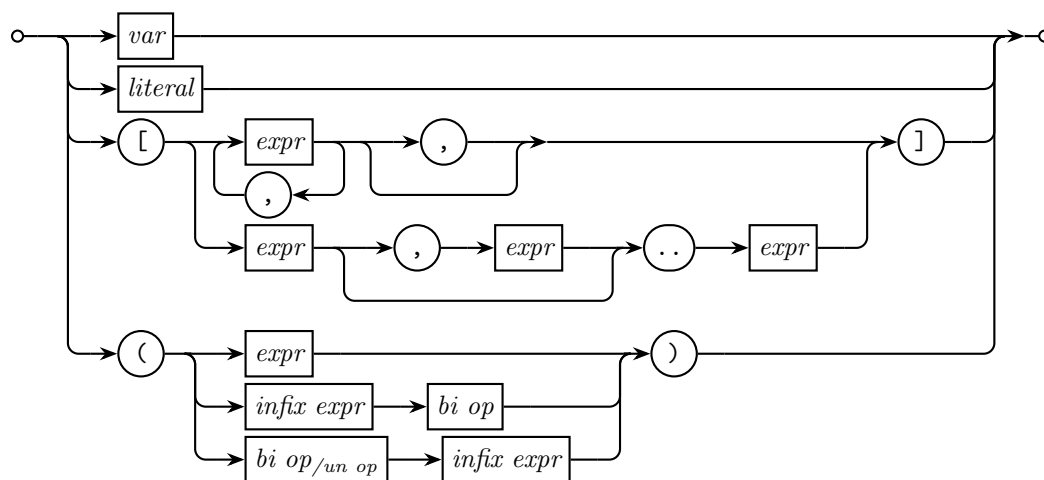 var
literal
[ expr , ]
,
expr , expr .. expr
( expr )
infix expr bi op
bi op/un op infix expr